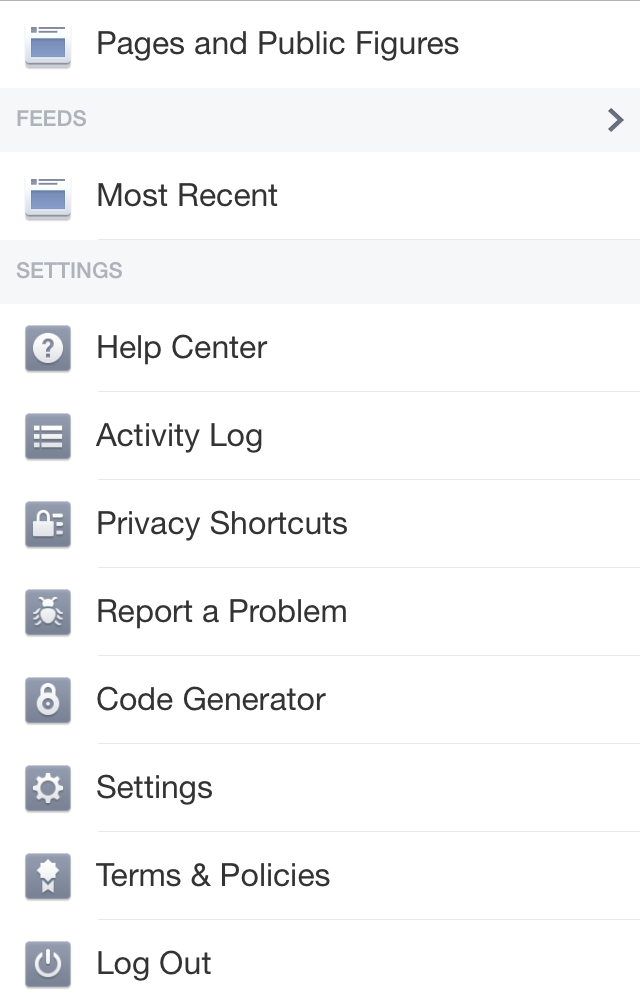 Pages and Public Figures
FEEDS
Most Recent
SETTINGS
Help Center
Activity Log
Privacy Shortcuts
Report a Problem
Code Generator
Settings
Terms & Policies
Log Out